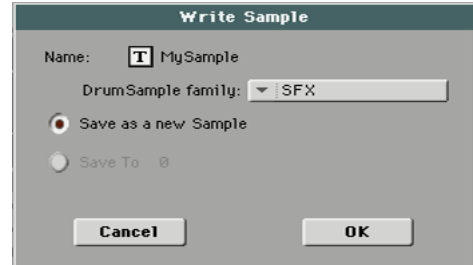 Write Sample
Name: T MySample
DrumSample family: SFX
Save as a new Sample
Save To 0
Cancel OK